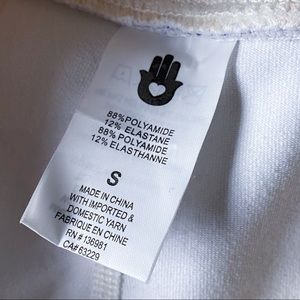 88%POLYAMIDE
12% ELASTANE
88% POLYAMIDE
12% ELASTHANNE
S
MADE IN CHINA
WITH IMPORTED &
DOMESTIC YARN
FABRIQUE EN CHINE
RN # 136981
CA# 63229